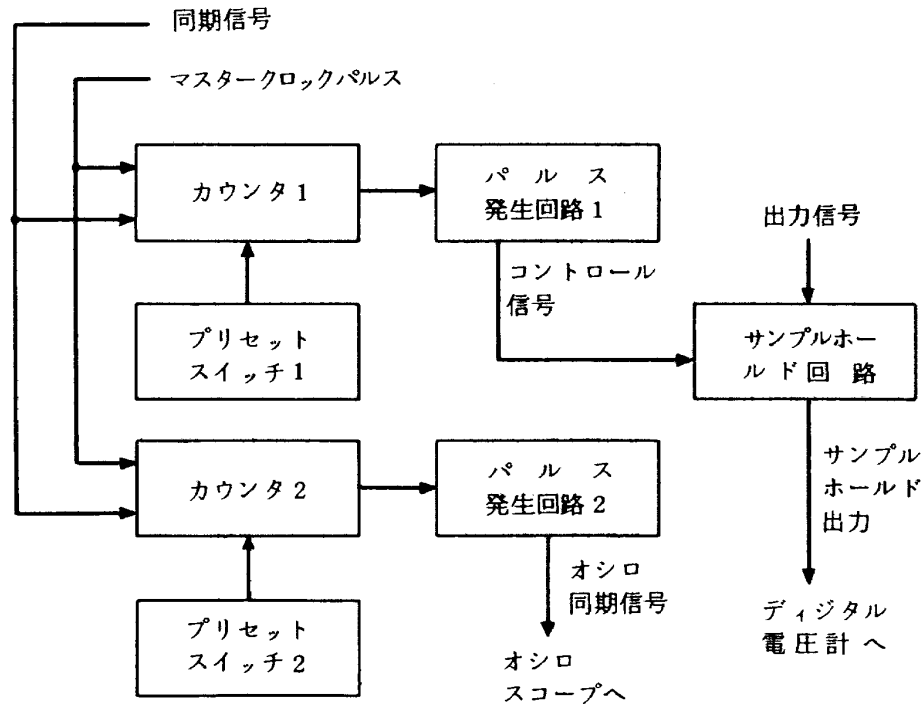 同期信号
マスタークロックパルス
カウンタ1
パルス
発生回路1
出力信号
コントロール
信号
プリセット
スイッチ1
サンプルホー
ルド回路
カウンタ2
パルス
発生回路2
サンプル
ホールド
出力
オシロ
同期信号
プリセット
スイッチ2
オシロ
スコープへ
ディジタル
電圧計へ